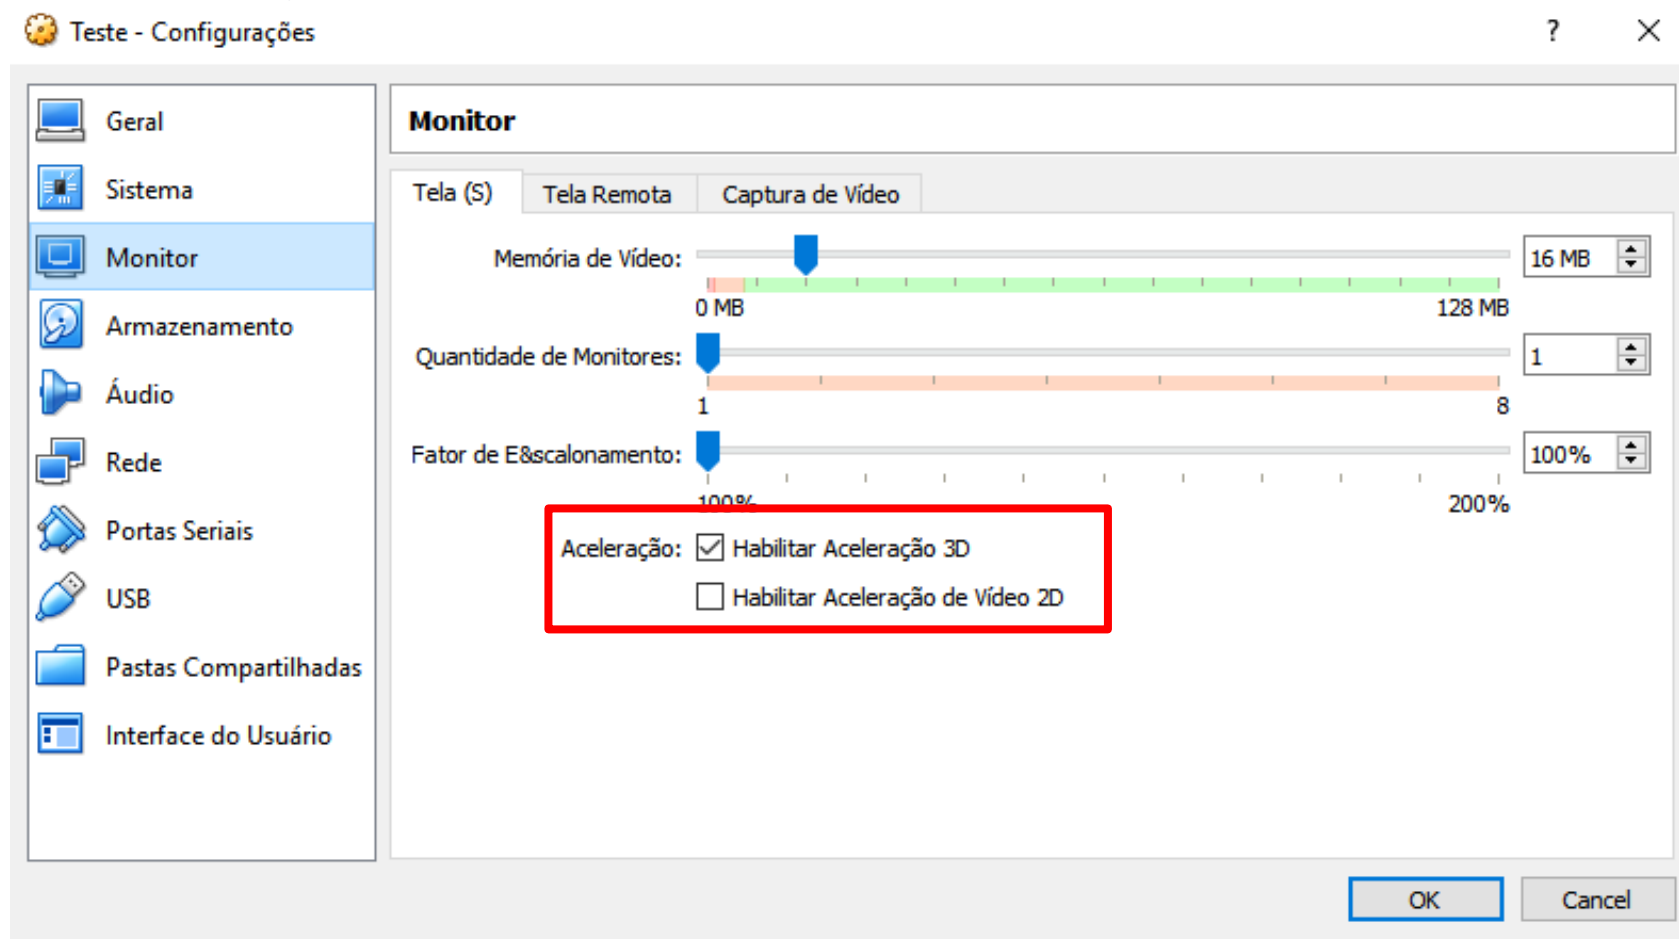 Teste - Configurações
?
Geral
Sistema
Monitor
Armazenamento
Áudio
Rede
Portas Seriais
USB
Pastas Compartilhadas
Interface do Usuário
Monitor
Tela (S) Tela Remota Captura de Vídeo
Memória de Vídeo: 16 MB
0 MB 128 MB
Quantidade de Monitores: 1
1 8
Fator de E&scalonamento: 100%
100% 200%
Aceleração: Habilitar Aceleração 3D
Habilitar Aceleração de Vídeo 2D
OK Cancel